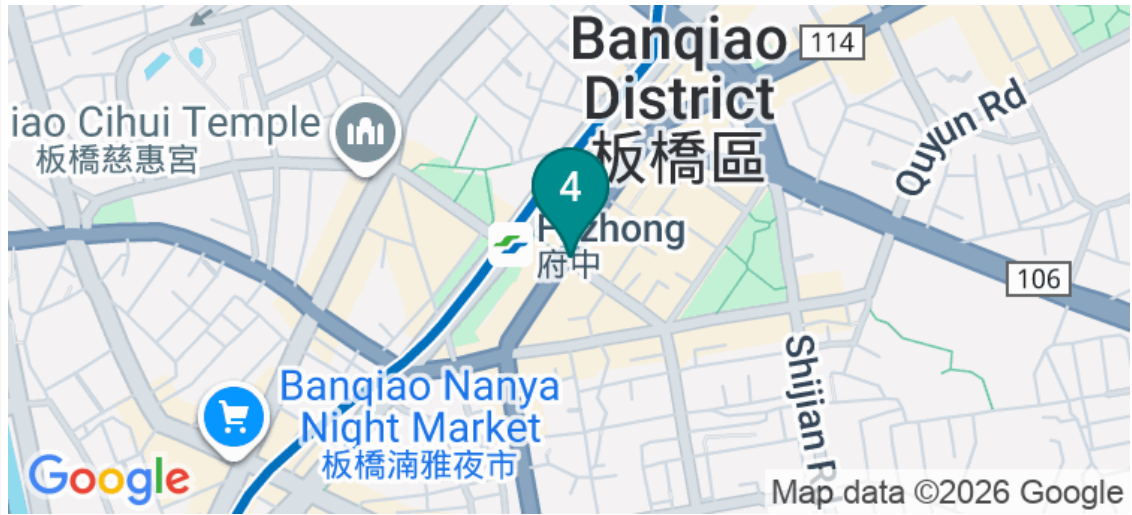 Banqiao
District
板橋區
114
iao Cihui Temple
板橋慈惠宮
Quyun Rd
4
Fuzhong
府中
106
Banqiao Nanya
Night Market
板橋湳雅夜市
Shijian R
Google
Map data ©2026 Google